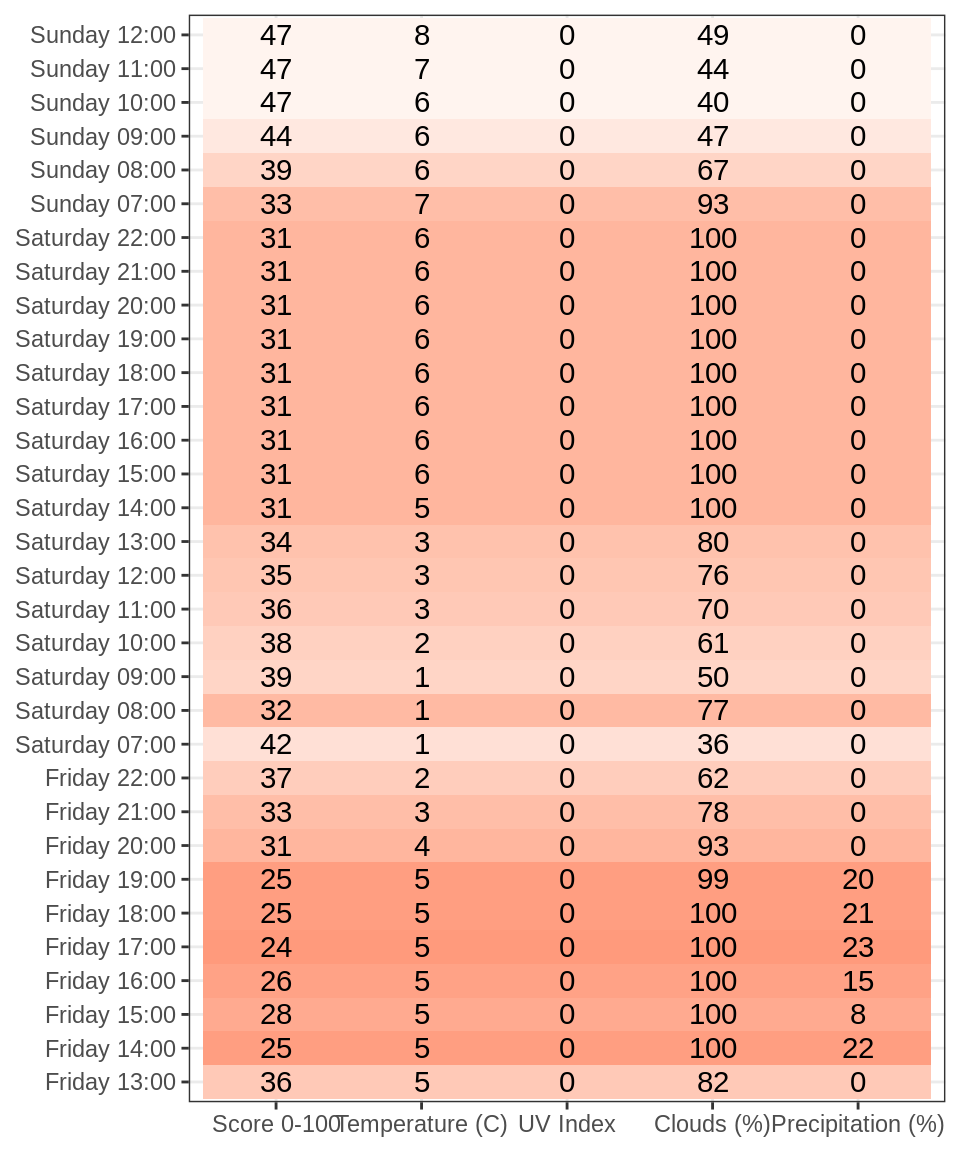 Sunday 12:00 47 8 0 49 0
Sunday 11:00 47 7 0 44 0
Sunday 10:00 47 6 0 40 0
Sunday 09:00 44 6 0 47 0
Sunday 08:00 39 6 0 67 0
Sunday 07:00 33 7 0 93 0
Saturday 22:00 31 6 0 100 0
Saturday 21:00 31 6 0 100 0
Saturday 20:00 31 6 0 100 0
Saturday 19:00 31 6 0 100 0
Saturday 18:00 31 6 0 100 0
Saturday 17:00 31 6 0 100 0
Saturday 16:00 31 6 0 100 0
Saturday 15:00 31 6 0 100 0
Saturday 14:00 31 5 0 100 0
Saturday 13:00 34 3 0 80 0
Saturday 12:00 35 3 0 76 0
Saturday 11:00 36 3 0 70 0
Saturday 10:00 38 2 0 61 0
Saturday 09:00 39 1 0 50 0
Saturday 08:00 32 1 0 77 0
Saturday 07:00 42 1 0 36 0
Friday 22:00 37 2 0 62 0
Friday 21:00 33 3 0 78 0
Friday 20:00 31 4 0 93 0
Friday 19:00 25 5 0 99 20
Friday 18:00 25 5 0 100 21
Friday 17:00 24 5 0 100 23
Friday 16:00 26 5 0 100 15
Friday 15:00 28 5 0 100 8
Friday 14:00 25 5 0 100 22
Friday 13:00 36 5 0 82 0
Score 0-100 Temperature (C) UV Index Clouds (%) Precipitation (%)